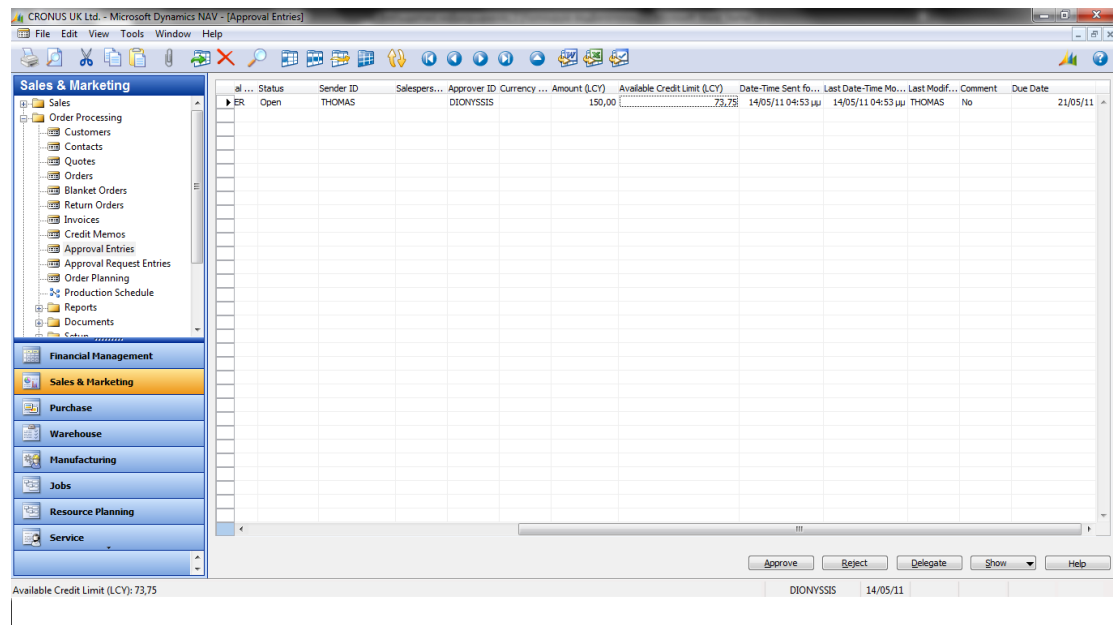 CRONUS UK Ltd. - Microsoft Dynamics NAV - [Approval Entries]
File Edit View Tools Window Help
Sales & Marketing
Sales
Order Processing
Customers
Contacts
Quotes
Orders
Blanket Orders
Return Orders
Invoices
Credit Memos
Approval Entries
Approval Request Entries
Order Planning
Production Schedule
Reports
Documents
Setup
Financial Management
Sales & Marketing
Purchase
Warehouse
Manufacturing
Jobs
Resource Planning
Service
al ... Status Sender ID Salespers... Approver ID Currency ... Amount (LCY) Available Credit Limit (LCY) Date-Time Sent fo... Last Date-Time Mo... Last Modif... Comment Due Date
ER Open THOMAS DIONYSSIS 150,00 73,75 14/05/11 04:53 μμ 14/05/11 04:53 μμ THOMAS No 21/05/11
Approve Reject Delegate Show Help
Available Credit Limit (LCY): 73,75 DIONYSSIS 14/05/11